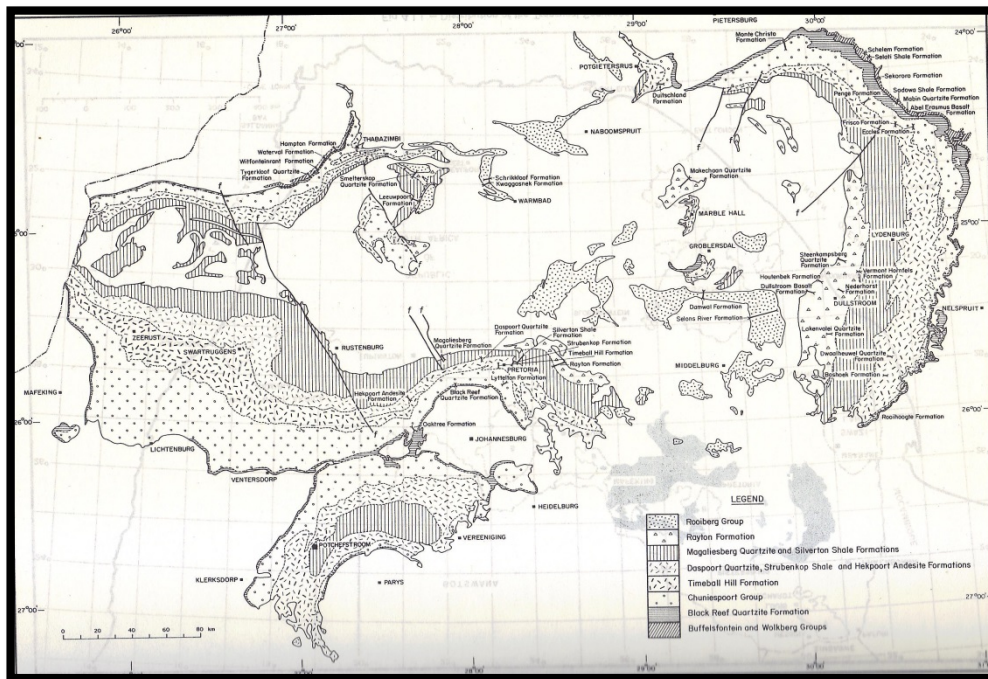 27°00'
28°00'
29°00'
PIETERSBURG
30°00'
24°00'
Monte Christo
Formation
Schelem Formation
Selati Shale Formation
Sekororo Formation
POTGIETERSRUS
Duitschland
Formation
Penge Formation
Sadowa Shale Formation
Mabin Quartzite Formation
Abel Erasmus Basalt
Formation
NABOOMSPRUIT
Frisco Formation
Eccles Formation
Hampton Formation
THABAZIMBI
Waterval Formation
Witfonteinrant Formation
Tygerkloof Quartzite
Formation
Smelterskop
Quartzite Formation
Leeuwpoort
Formation
Schrikkloof Formation
Kwaggasnek Formation
WARMBAD
Makeckaan Quartzite
Formation
MARBLE HALL
25°00'
GROBLERSDAL
LYDENBURG
Steenkampsberg
Quartzite
Formation
Houtenbek Formation
Vermont Hornfels
Formation
Dullstroom Basalt
Formation
Nederhorst
Formation
DULLSTROOM
Damwal Formation
Selons River Formation
NELSPRUIT
ZEERUST
SWARTRUGGENS
RUSTENBURG
Magaliesberg
Quartzite Formation
Daspoort Quartzite
Formation
Silverton Shale
Formation
Strubenkop Formation
Timeball Hill Formation
PRETORIA
Rayton Formation
Lyttelton Formation
Lakenvalei Quartzite
Formation
MIDDELBURG
Dwaalheuwel Quartzite
Formation
Boshoek Formation
MAFEKING
Hekpoort Andesite
Formation
Black Reef
Quartzite Formation
Rooihoogte Formation
26°00'
26°00'
Oaktree Formation
LICHTENBURG
JOHANNESBURG
VENTERSDORP
HEIDELBURG
LEGEND
Rooiberg Group
Rayton Formation
VEREENIGING
Magaliesberg Quartzite and Silverton Shale Formations
POTCHEFSTROOM
Daspoort Quartzite, Strubenkop Shale and Hekpoort Andesite Formations
KLERKSDORP
PARYS
Timeball Hill Formation
Chuniespoort Group
27°00'
27°00'
Black Reef Quartzite Formation
Buffelsfontein and Wolkberg Groups
0 20 40 60 80 km